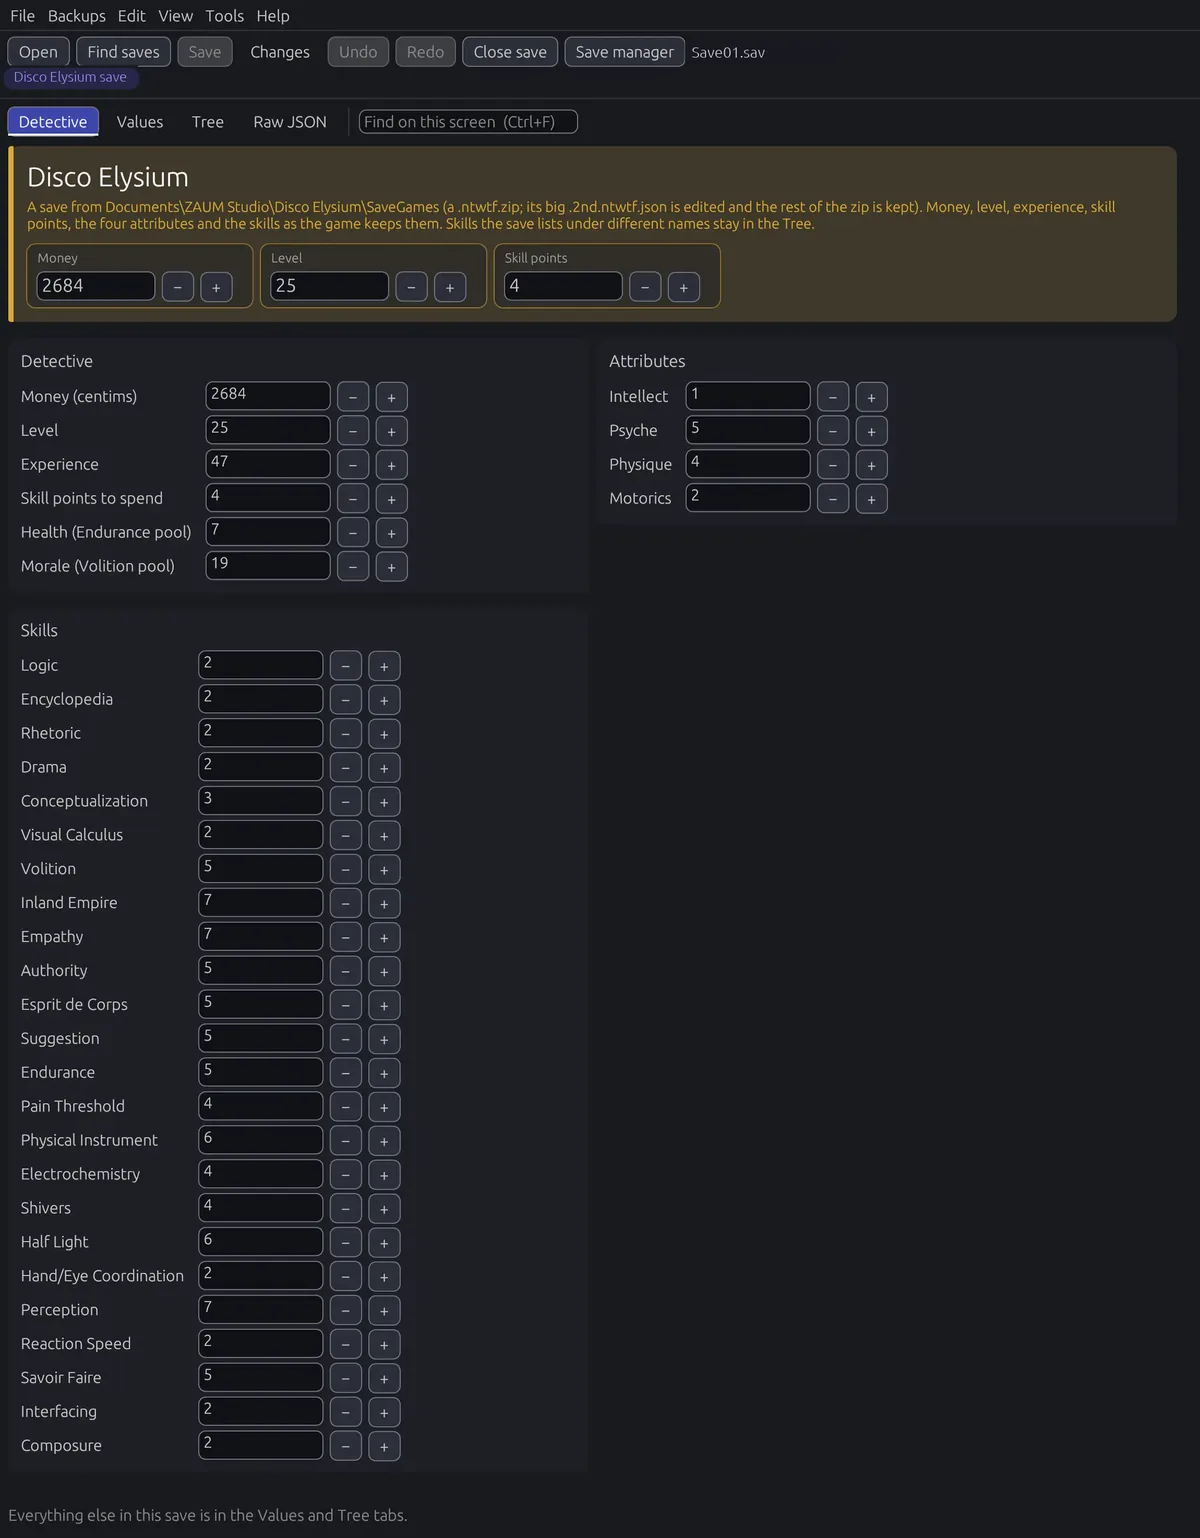 File Backups Edit View Tools Help
Open Find saves Save Changes Undo Redo Close save Save manager Save01.sav
Disco Elysium save
Detective Values Tree Raw JSON Find on this screen (Ctrl+F)
Disco Elysium
A save from Documents\ZAUM Studio\Disco Elysium\SaveGames (a .ntwtf.zip; its big .2nd.ntwtf.json is edited and the rest of the zip is kept). Money, level, experience, skill
points, the four attributes and the skills as the game keeps them. Skills the save lists under different names stay in the Tree.
Money Level Skill points
2684 − + 25 − + 4 − +
Detective
Money (centims) 2684 − +
Level 25 − +
Experience 47 − +
Skill points to spend 4 − +
Health (Endurance pool) 7 − +
Morale (Volition pool) 19 − +
Attributes
Intellect 1 − +
Psyche 5 − +
Physique 4 − +
Motorics 2 − +
Skills
Logic 2 − +
Encyclopedia 2 − +
Rhetoric 2 − +
Drama 2 − +
Conceptualization 3 − +
Visual Calculus 2 − +
Volition 5 − +
Inland Empire 7 − +
Empathy 7 − +
Authority 5 − +
Esprit de Corps 5 − +
Suggestion 5 − +
Endurance 5 − +
Pain Threshold 4 − +
Physical Instrument 6 − +
Electrochemistry 4 − +
Shivers 4 − +
Half Light 6 − +
Hand/Eye Coordination 2 − +
Perception 7 − +
Reaction Speed 2 − +
Savoir Faire 5 − +
Interfacing 2 − +
Composure 2 − +
Everything else in this save is in the Values and Tree tabs.